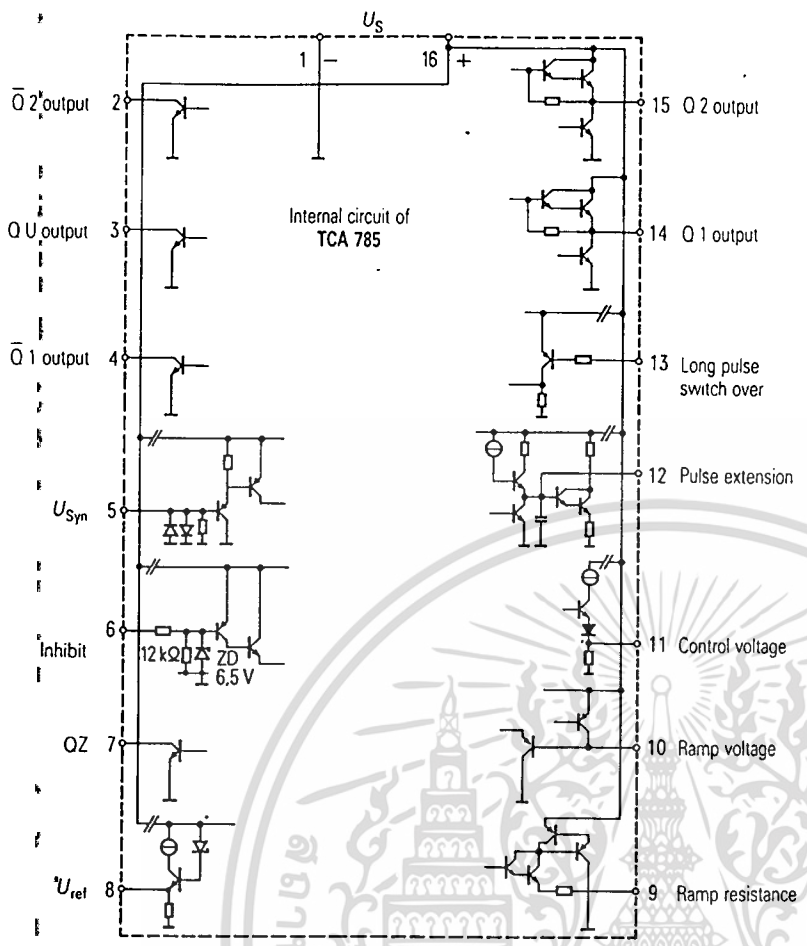 U_S
1 − 16 +
Q̅ 2 output 2
15 Q 2 output
Q U output 3
Internal circuit of
TCA 785
14 Q 1 output
Q̅ 1 output 4
13 Long pulse
switch over
12 Pulse extension
U_Syn 5
6
Inhibit
12 kΩ ZD
6,5 V
11 Control voltage
QZ 7
10 Ramp voltage
U_ref 8
9 Ramp resistance